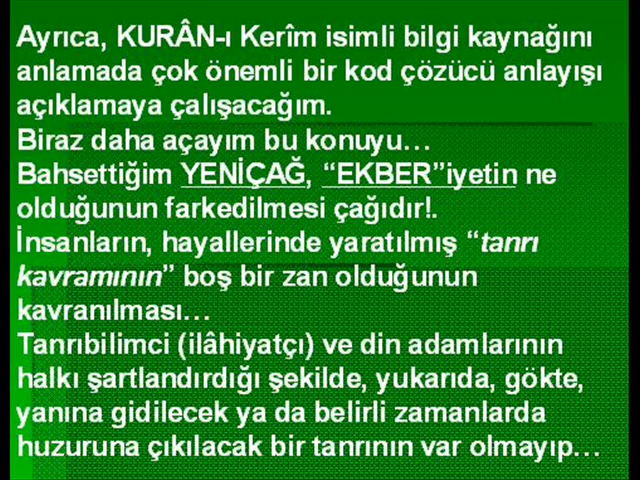 Ayrıca, KURÂN-ı Kerîm isimli bilgi kaynağını
anlamada çok önemli bir kod çözücü anlayışı
açıklamaya çalışacağım.
Biraz daha açayım bu konuyu…
Bahsettiğim YENİÇAĞ, “EKBER”iyetin ne
olduğunun farkedilmesi çağıdır!.
İnsanların, hayallerinde yaratılmış “tanrı
kavramının” boş bir zan olduğunun
kavranılması…
Tanrıbilimci (ilâhiyatçı) ve din adamlarının
halkı şartlandırdığı şekilde, yukarıda, gökte,
yanına gidilecek ya da belirli zamanlarda
huzuruna çıkılacak bir tanrının var olmayıp…